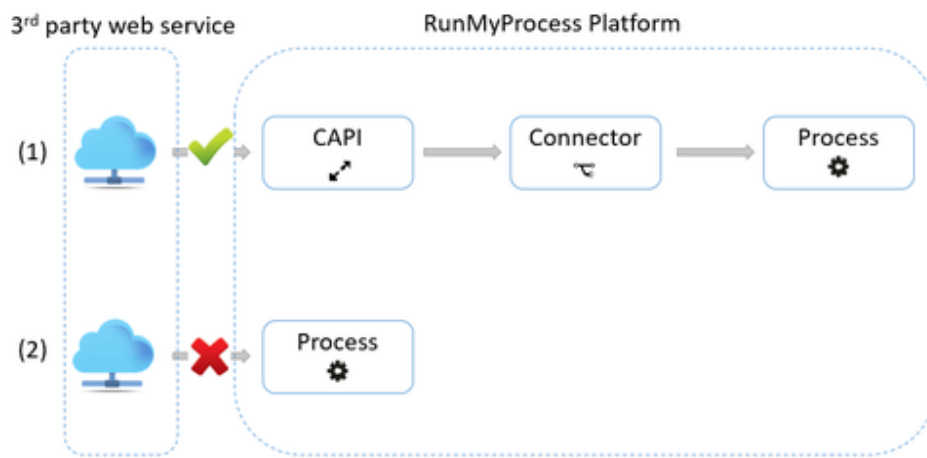 3rd party web service
RunMyProcess Platform
(1)
CAPI
Connector
Process
(2)
Process